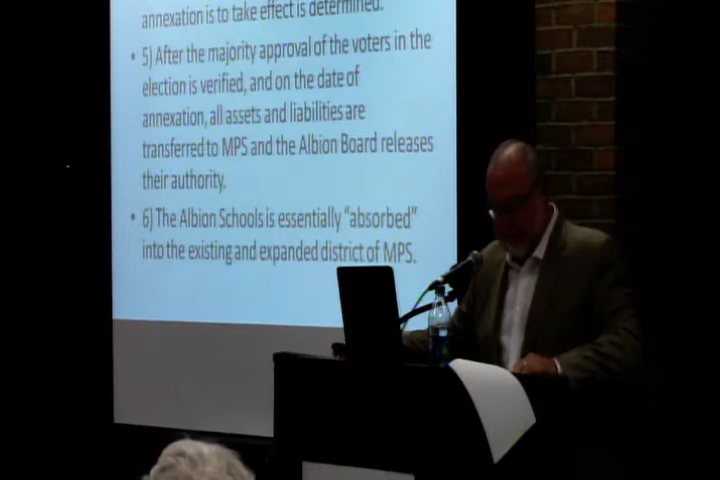 annexation is to take effect is determined.
• 5) After the majority approval of the voters in the
election is verified, and on the date of
annexation, all assets and liabilities are
transferred to MPS and the Albion Board releases
their authority.
• 6) The Albion Schools is essentially “absorbed”
into the existing and expanded district of MPS.